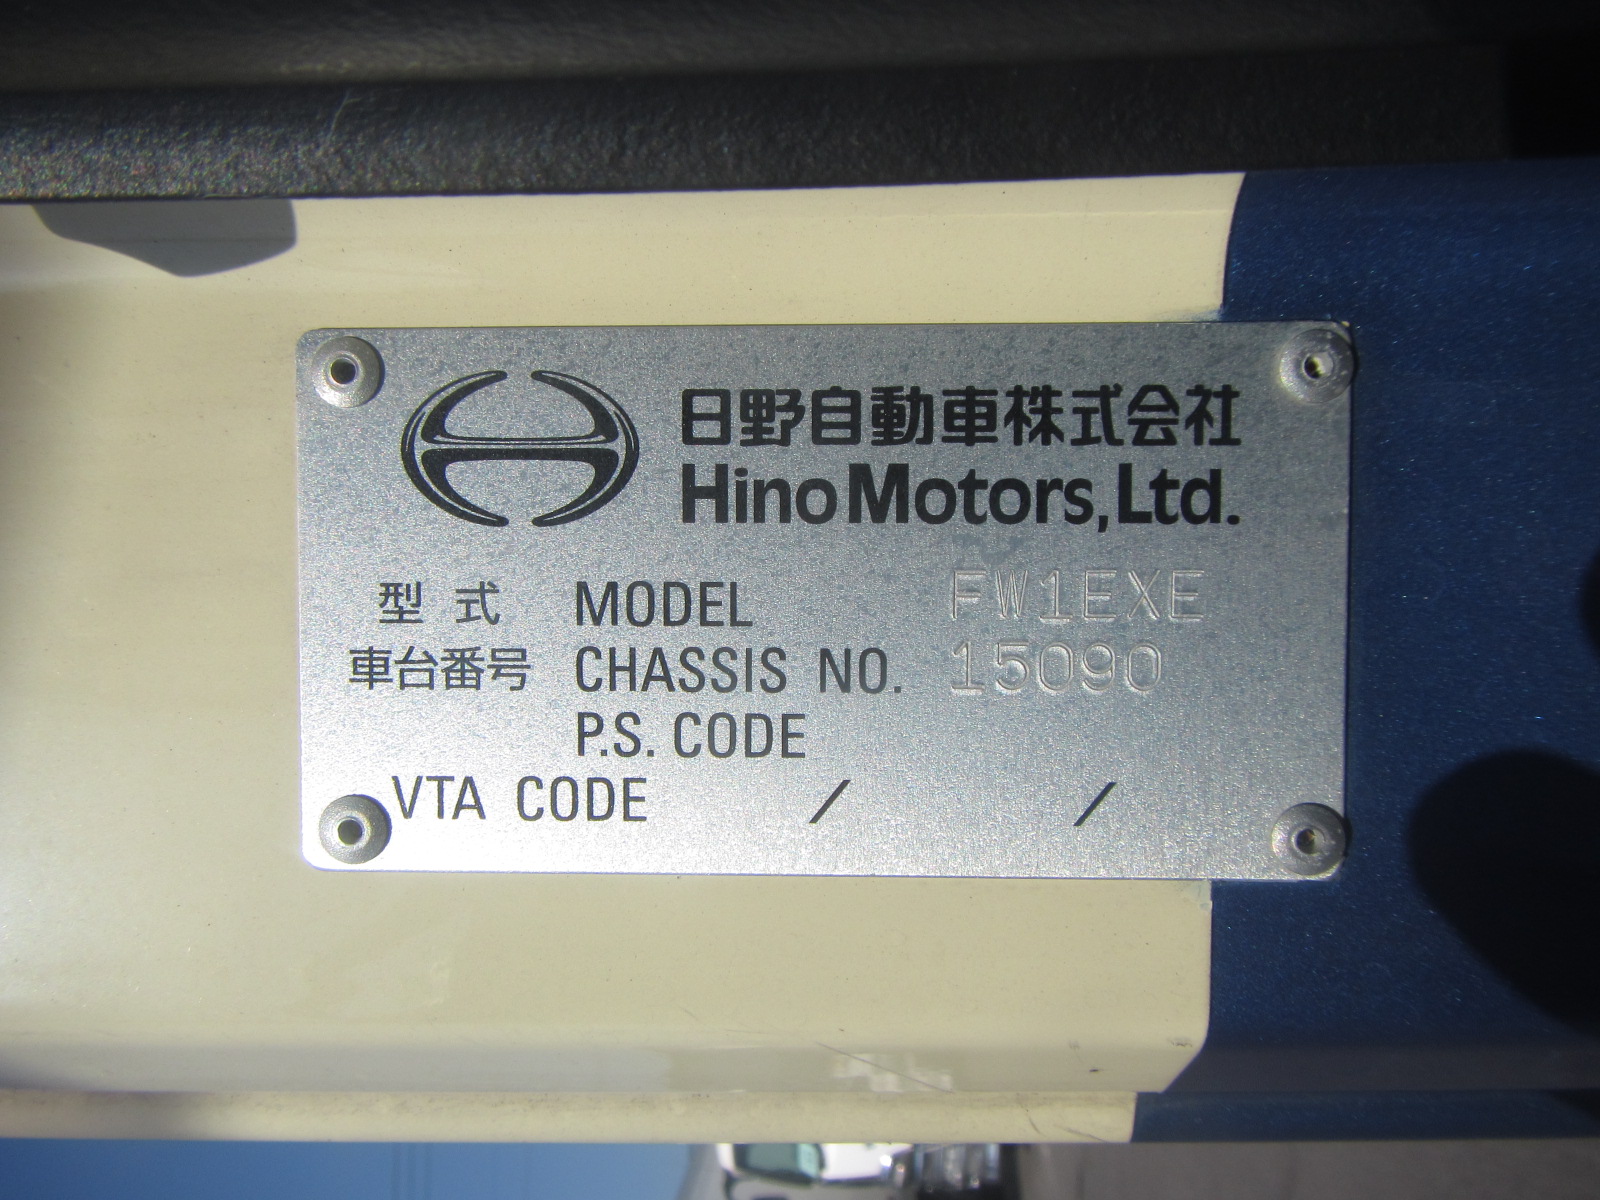 日野自動車株式会社
Hino Motors, Ltd.
型式 MODEL FW1EXE
車台番号 CHASSIS NO. 15090
P.S. CODE
VTA CODE / /